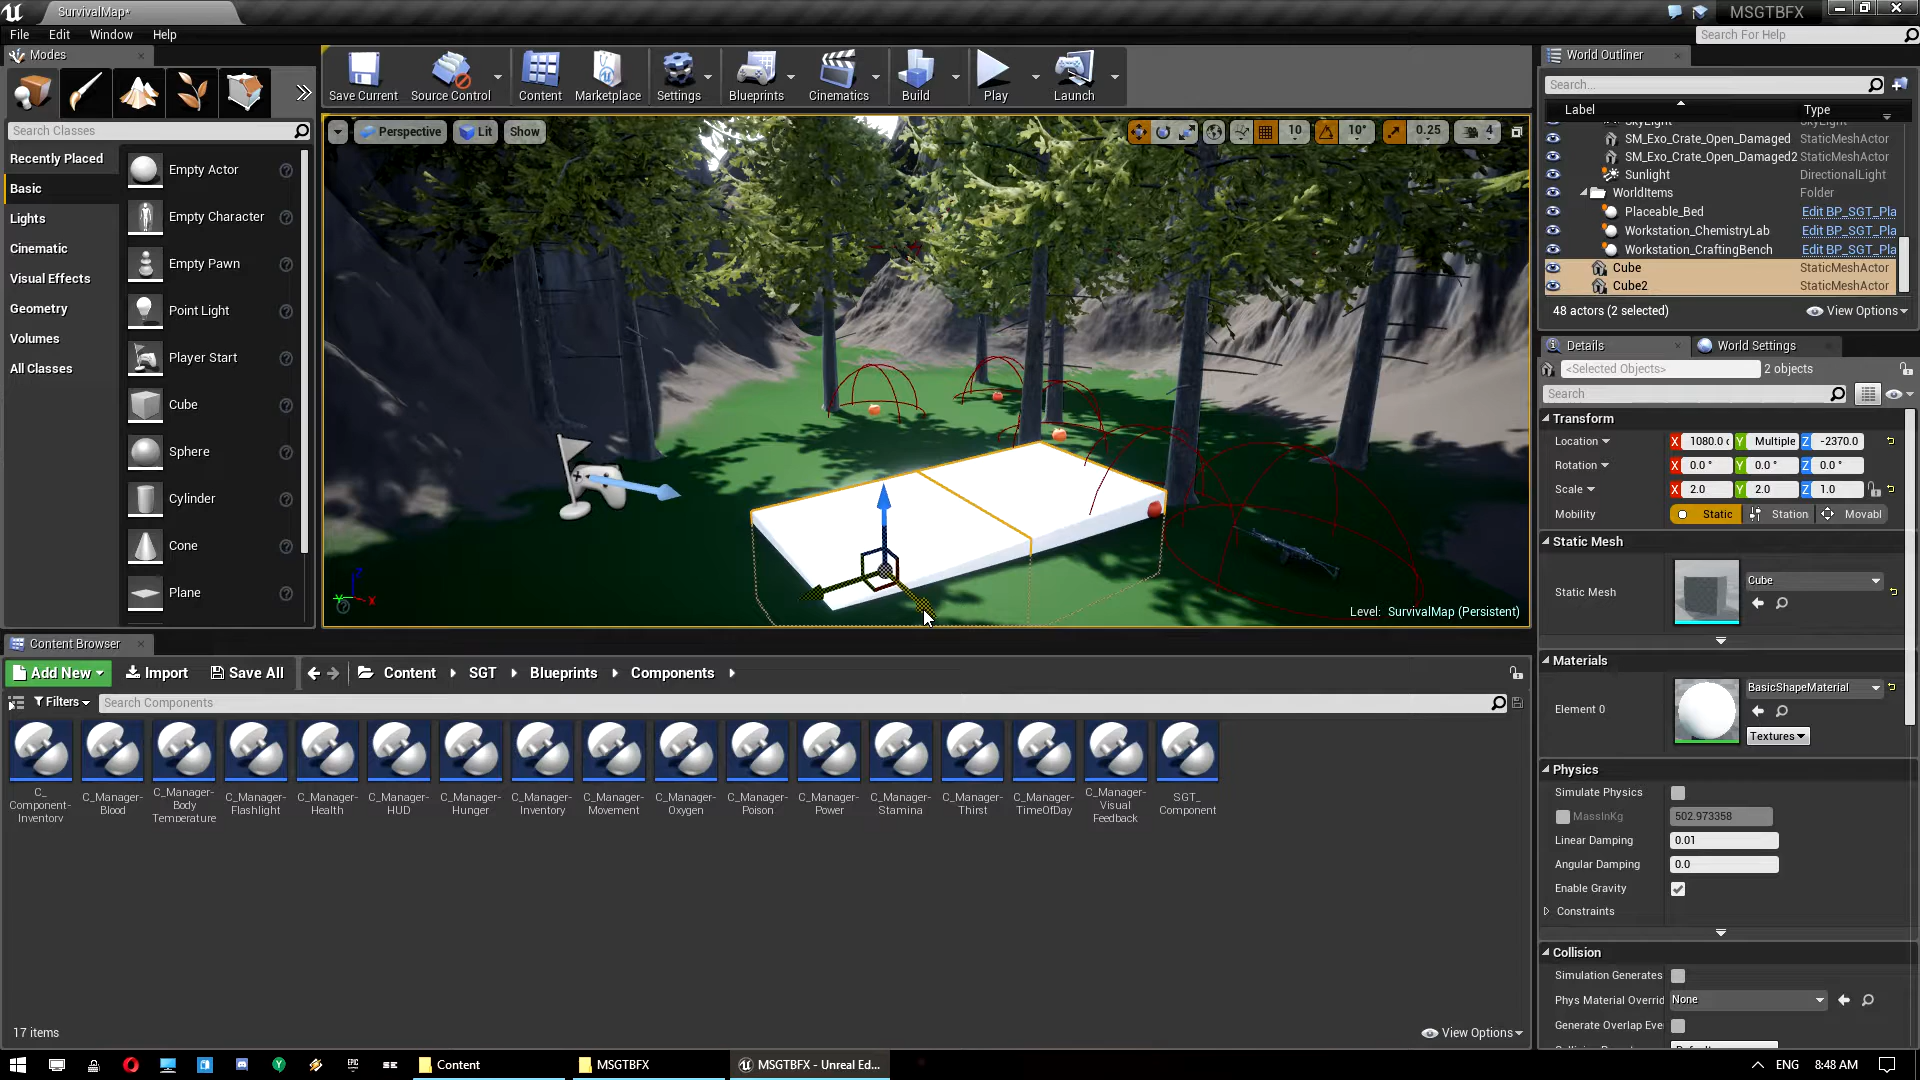 SurvivalMap*
MSGTBFX
File Edit Window Help
Search For Help
Modes
Save Current
Source Control
Content
Marketplace
Settings
Blueprints
Cinematics
Build
Play
Launch
Search Classes
Recently Placed
Basic
Lights
Cinematic
Visual Effects
Geometry
Volumes
All Classes
Empty Actor
Empty Character
Empty Pawn
Point Light
Player Start
Cube
Sphere
Cylinder
Cone
Plane
Perspective Lit Show
10 10° 0.25 4
Z
Y X
Level: SurvivalMap (Persistent)
World Outliner
Search...
Label Type
SkyLight SkyLight
SM_Exo_Crate_Open_Damaged StaticMeshActor
SM_Exo_Crate_Open_Damaged2 StaticMeshActor
Sunlight DirectionalLight
WorldItems Folder
Placeable_Bed Edit BP_SGT_Pla
Workstation_ChemistryLab Edit BP_SGT_Pla
Workstation_CraftingBench Edit BP_SGT_Pla
Cube StaticMeshActor
Cube2 StaticMeshActor
48 actors (2 selected) View Options
Details World Settings
<Selected Objects> 2 objects
Search
Transform
Location X 1080.0 Y Multiple Z -2370.0
Rotation X 0.0 ° Y 0.0 ° Z 0.0 °
Scale X 2.0 Y 2.0 Z 1.0
Mobility Static Station Movabl
Static Mesh
Static Mesh Cube
Materials
Element 0 BasicShapeMaterial
Textures
Physics
Simulate Physics
MassInKg 502.973358
Linear Damping 0.01
Angular Damping 0.0
Enable Gravity
Constraints
Collision
Simulation Generates
Phys Material Overrid None
Generate Overlap Eve
Content Browser
Add New Import Save All Content SGT Blueprints Components
Filters Search Components
C_
Component-
Inventory
C_Manager-
Blood
C_Manager-
Body
Temperature
C_Manager-
Flashlight
C_Manager-
Health
C_Manager-
HUD
C_Manager-
Hunger
C_Manager-
Inventory
C_Manager-
Movement
C_Manager-
Oxygen
C_Manager-
Poison
C_Manager-
Power
C_Manager-
Stamina
C_Manager-
Thirst
C_Manager-
TimeOfDay
C_Manager-
Visual
Feedback
SGT_
Component
17 items View Options
Content
MSGTBFX
MSGTBFX - Unreal Ed...
ENG 8:48 AM